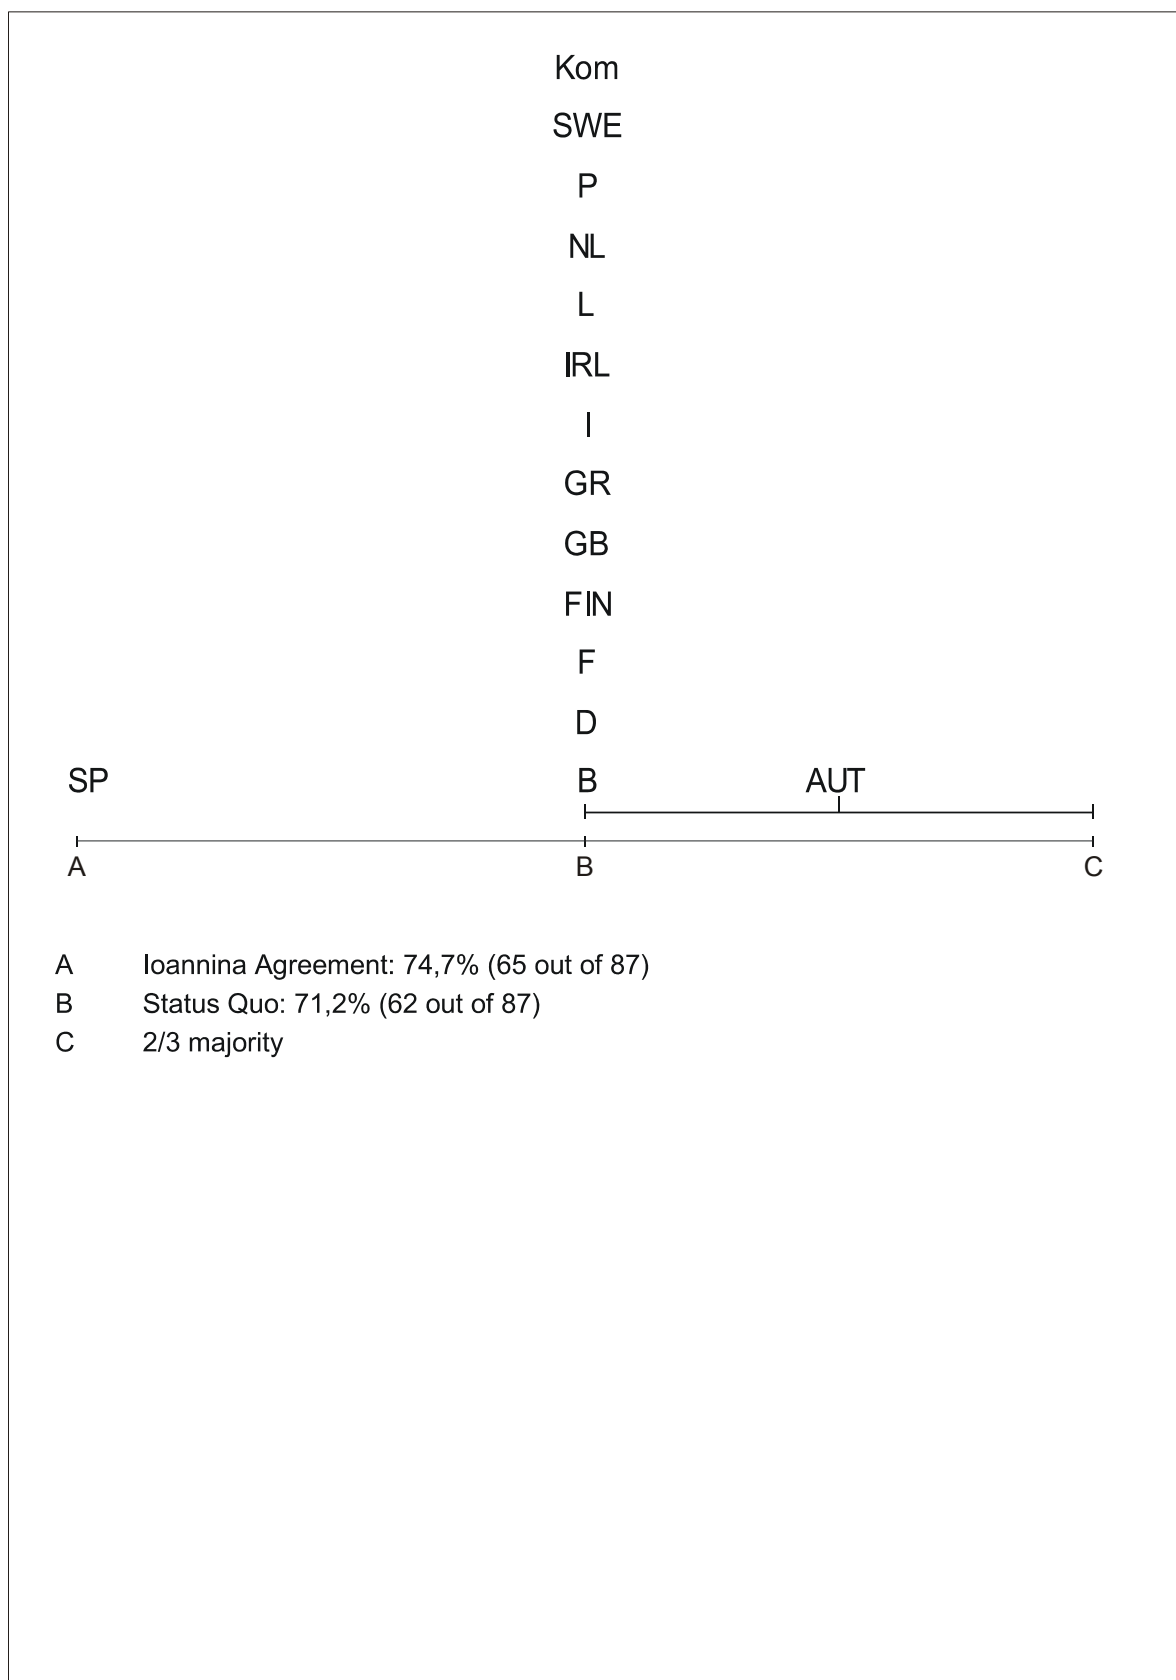 Kom
SWE
P
NL
L
IRL
I
GR
GB
FIN
F
D
SP B AUT
A B C
A Ioannina Agreement: 74,7% (65 out of 87)
B Status Quo: 71,2% (62 out of 87)
C 2/3 majority